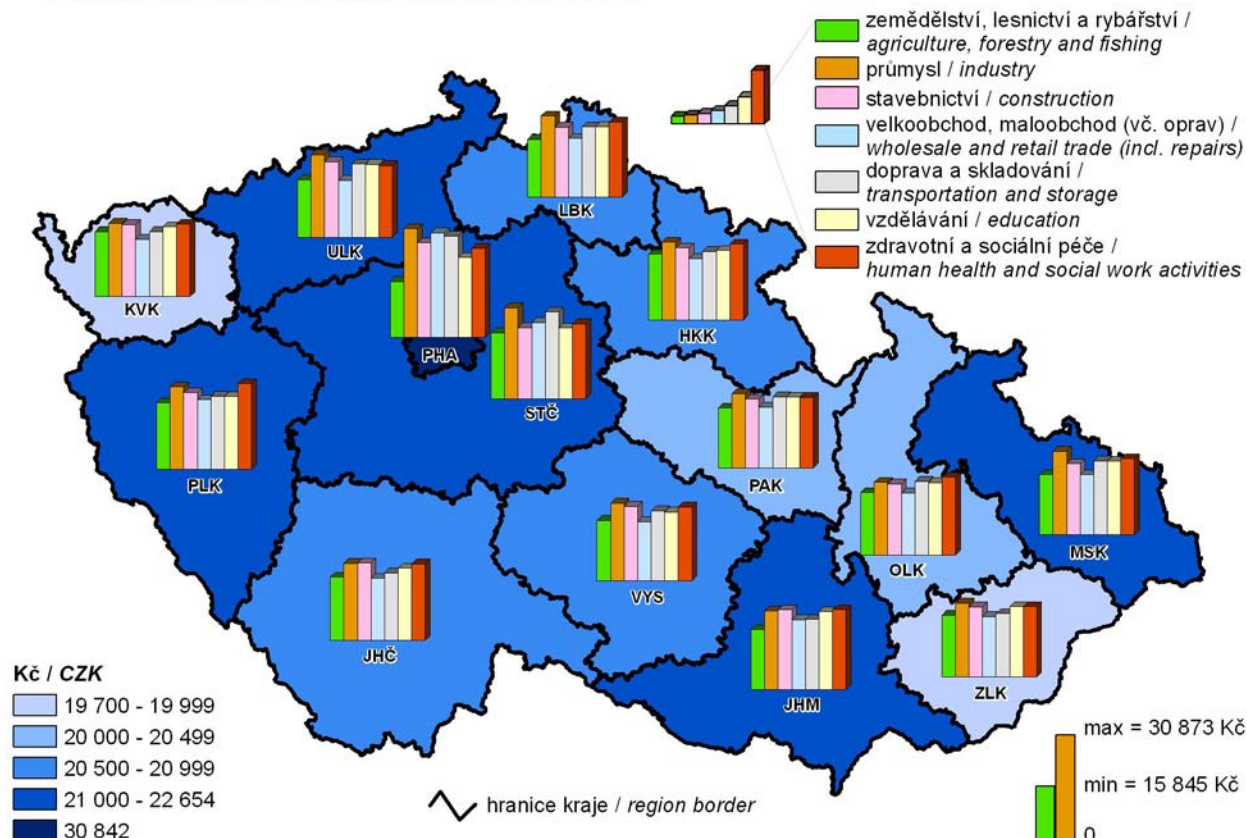 zemědělství, lesnictví a rybářství /
agriculture, forestry and fishing
průmysl / industry
stavebnictví / construction
velkoobchod, maloobchod (vč. oprav) /
wholesale and retail trade (incl. repairs)
doprava a skladování /
transportation and storage
vzdělávání / education
zdravotní a sociální péče /
human health and social work activities
LBK
ULK
KVK
HKK
PHA
STČ
PLK
PAK
MSK
OLK
VYS
JHČ
ZLK
JHM
Kč / CZK
19 700 - 19 999
20 000 - 20 499
20 500 - 20 999
21 000 - 22 654
30 842
hranice kraje / region border
max = 30 873 Kč
min = 15 845 Kč
0